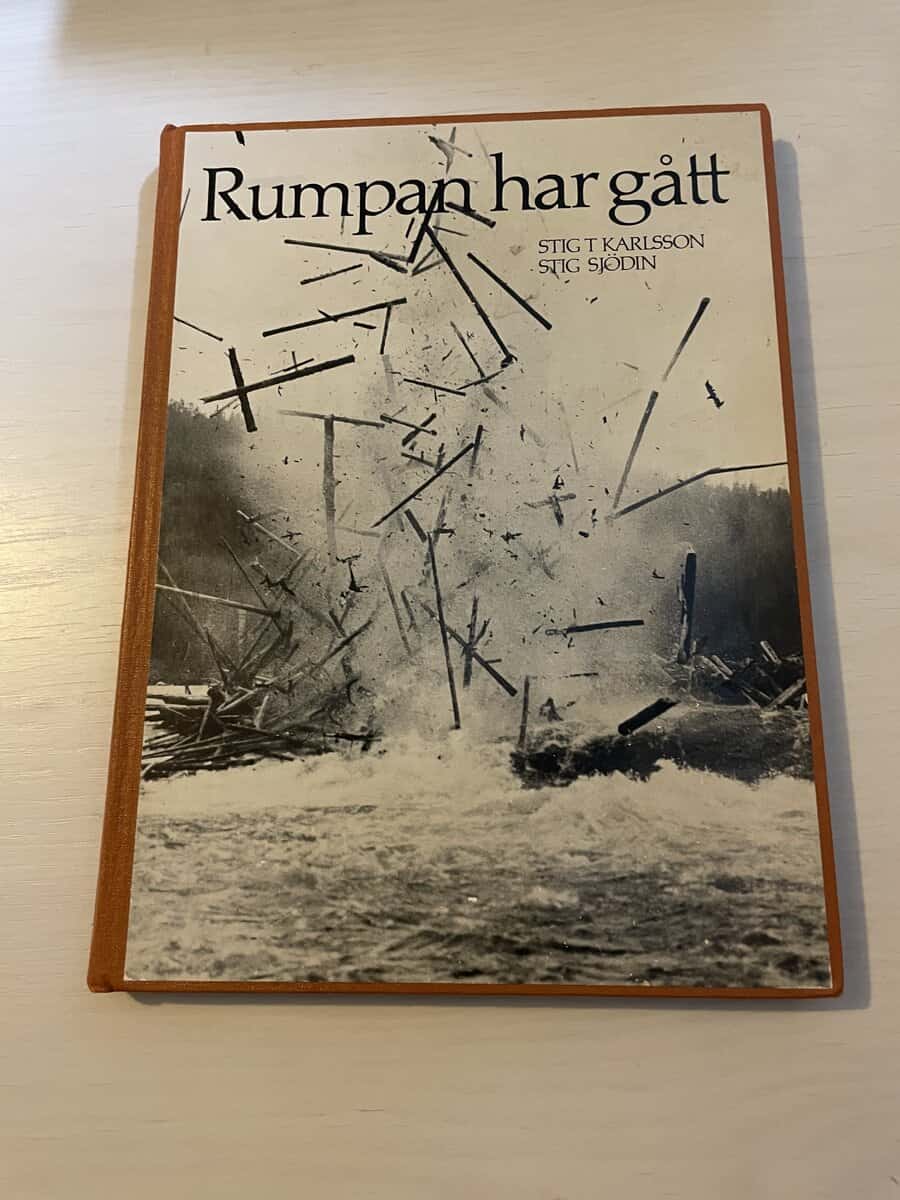 Rumpan har gått
STIG T KARLSSON
STIG SJÖDIN